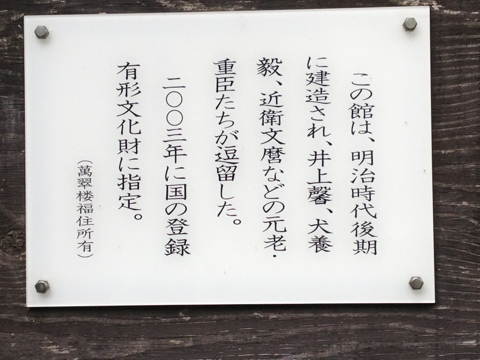 この館は、明治時代後期
に建造され、井上馨、犬養
毅、近衛文麿などの元老・
重臣たちが逗留した。
二〇〇三年に国の登録
有形文化財に指定。
（萬翠楼福住所有）